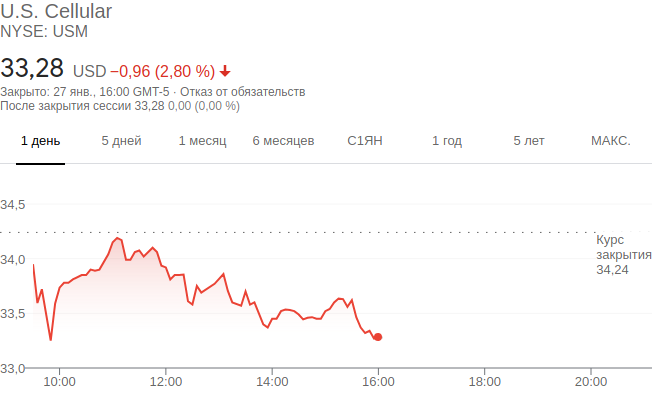 U.S. Cellular
NYSE: USM
33,28 USD −0,96 (2,80 %)
Закрыто: 27 янв., 16:00 GMT-5 · Отказ от обязательств
После закрытия сессии 33,28 0,00 (0,00 %)
1 день 5 дней 1 месяц 6 месяцев С1ЯН 1 год 5 лет МАКС.
34,5
Курс
закрытия
34,24
34,0
33,5
33,0
10:00 12:00 14:00 16:00 18:00 20:00